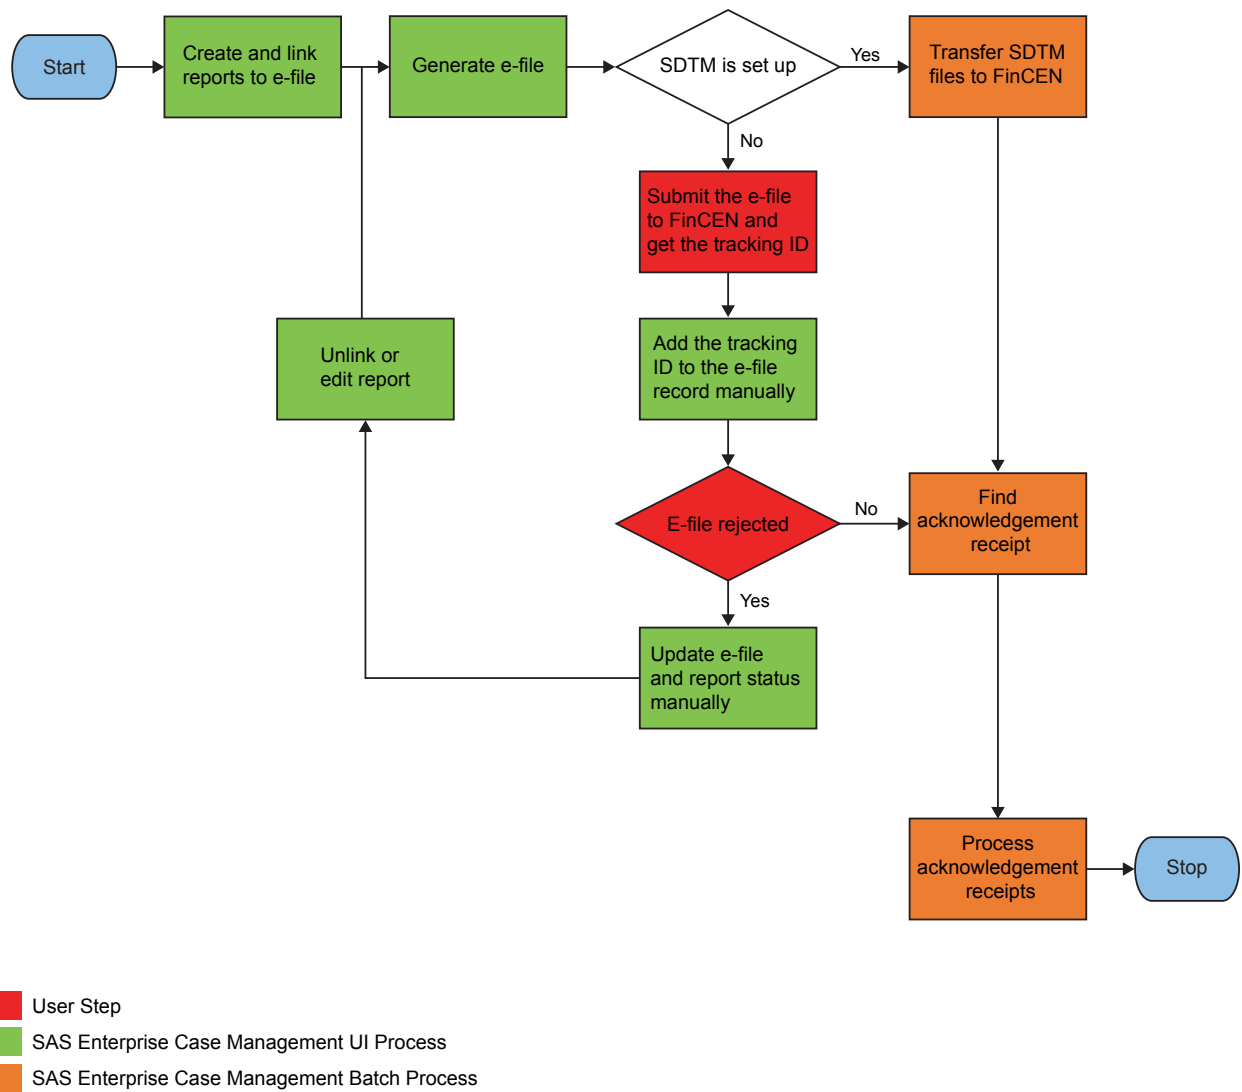 Start
Create and link
reports to e-file
Generate e-file
SDTM is set up
Yes
Transfer SDTM
files to FinCEN
No
Submit the e-file
to FinCEN and
get the tracking ID
Unlink or
edit report
Add the tracking
ID to the e-file
record manually
E-file rejected
No
Find
acknowledgement
receipt
Yes
Update e-file
and report status
manually
Process
acknowledgement
receipts
Stop
User Step
SAS Enterprise Case Management UI Process
SAS Enterprise Case Management Batch Process